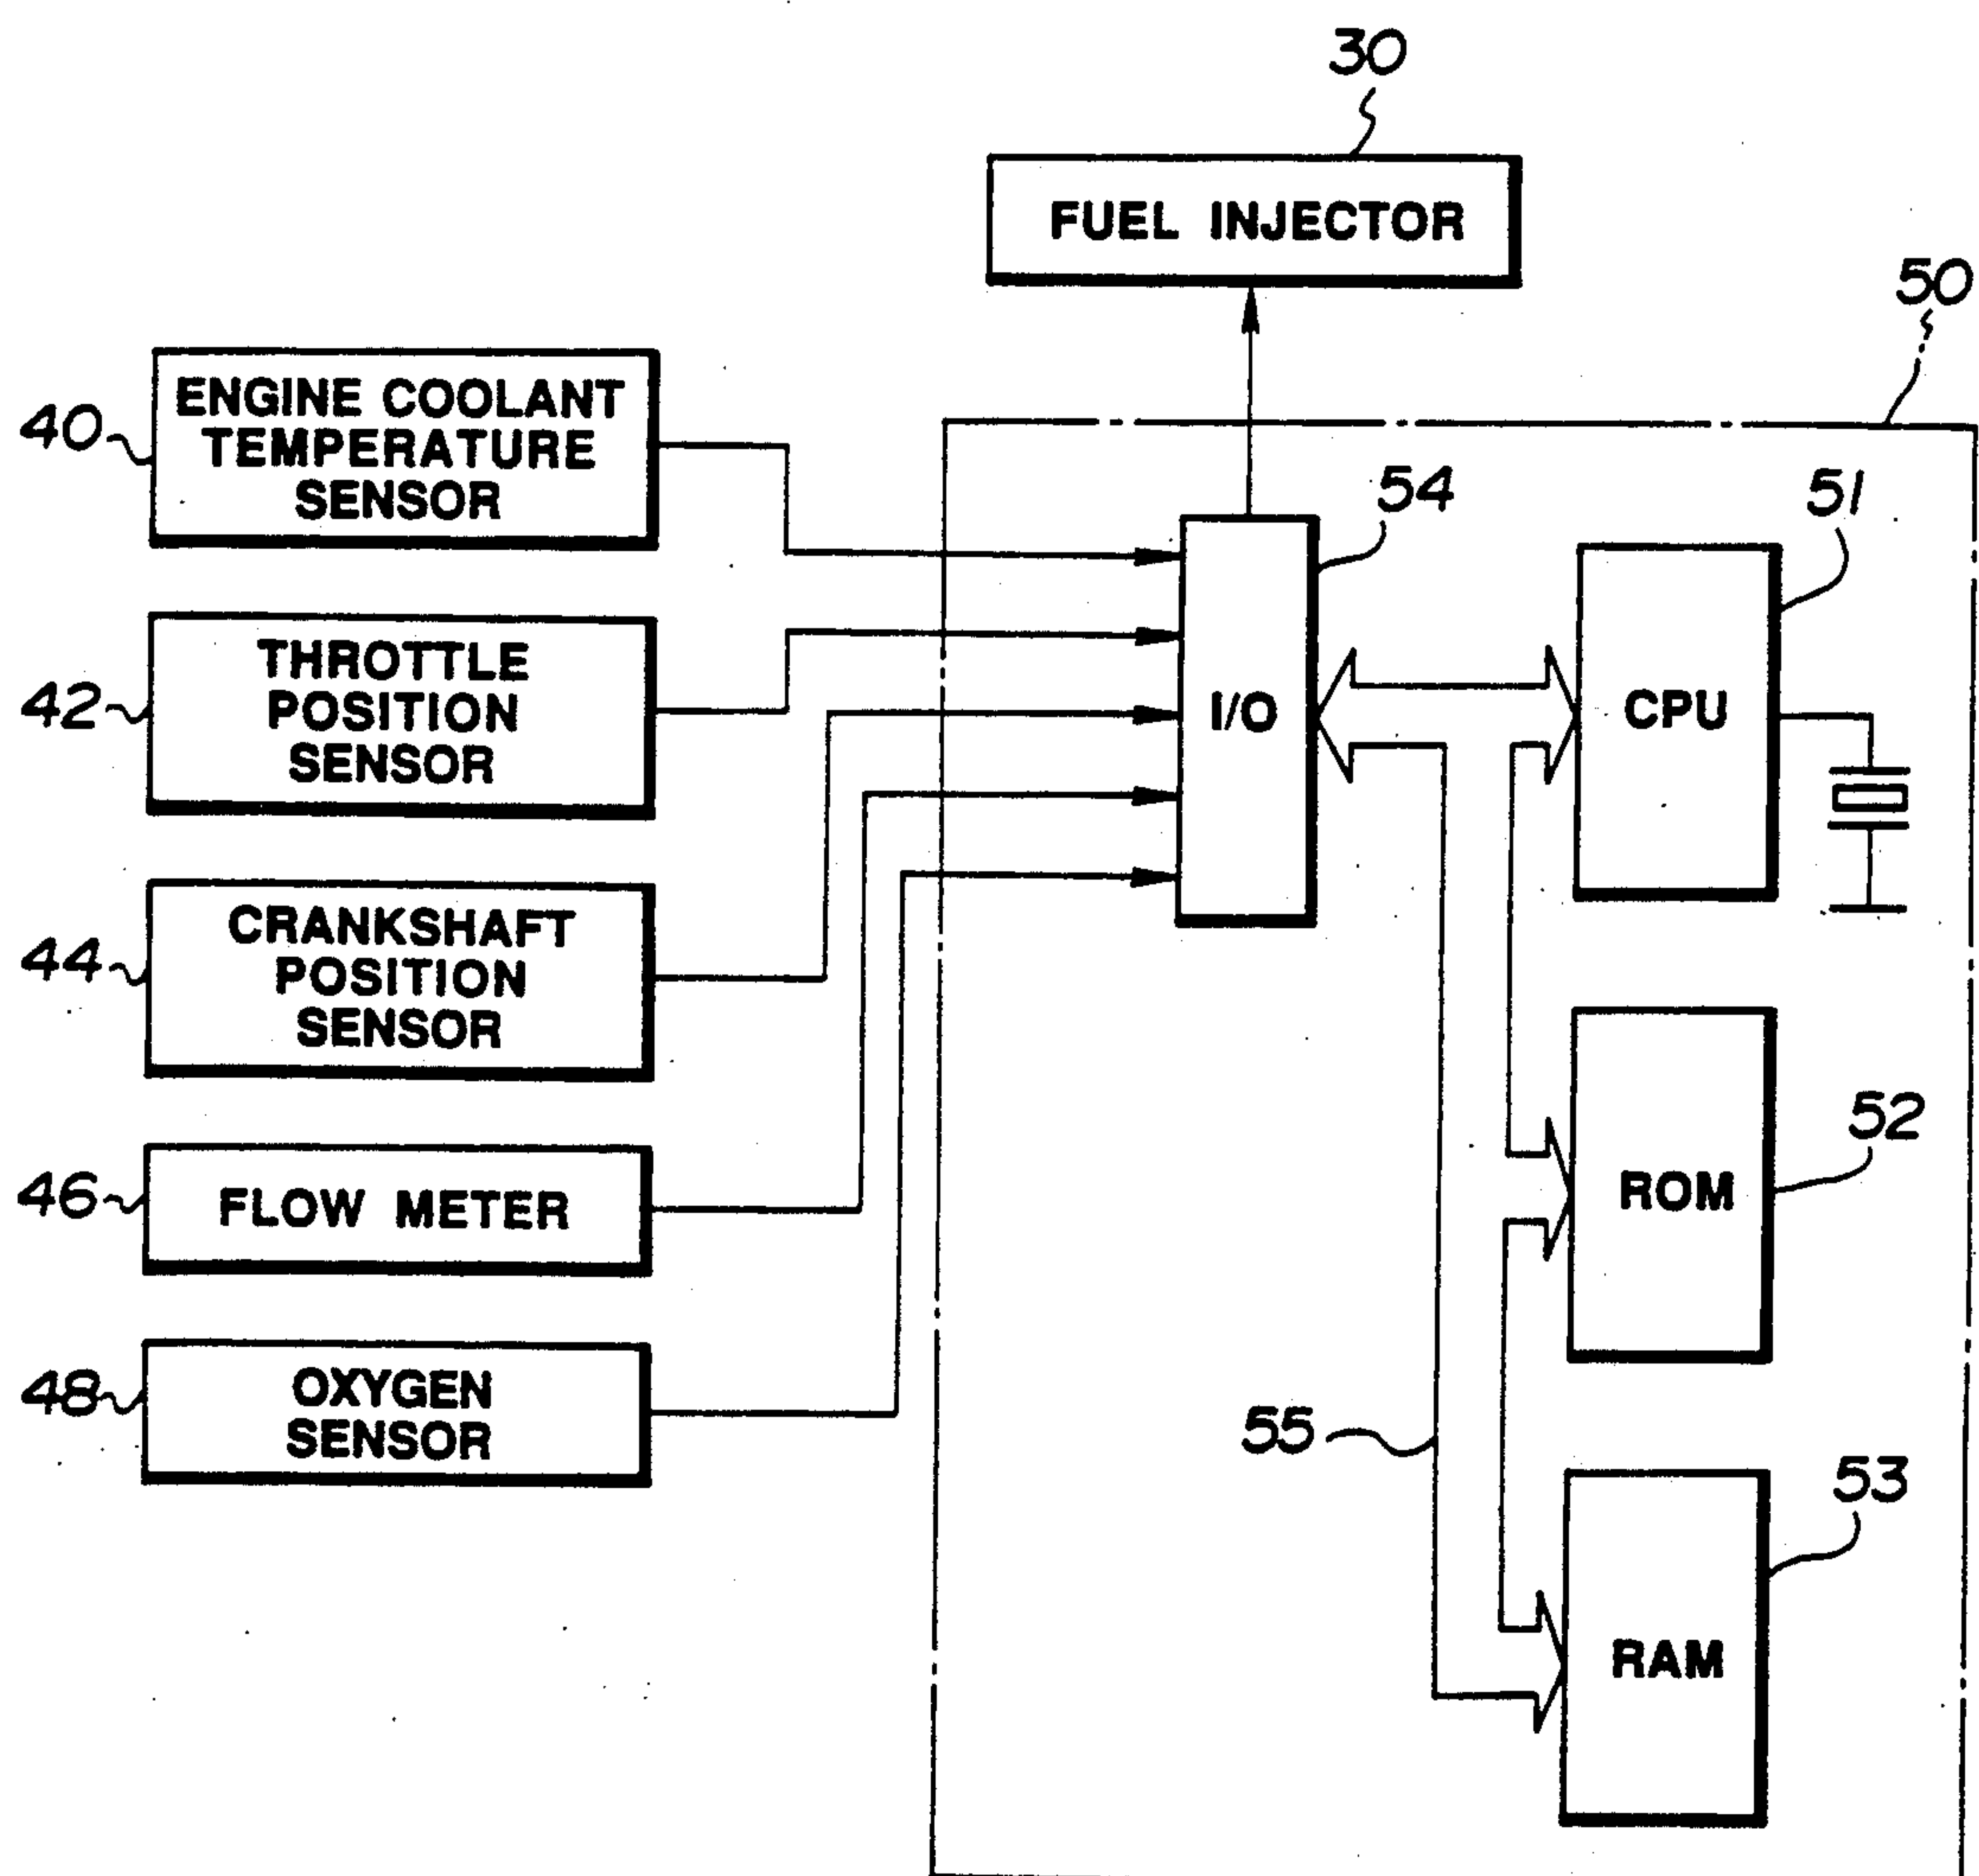 30
FUEL INJECTOR
50
40
ENGINE COOLANT
TEMPERATURE
SENSOR
54
51
42
THROTTLE
POSITION
SENSOR
I/O
CPU
44
CRANKSHAFT
POSITION
SENSOR
52
46
FLOW METER
ROM
48
OXYGEN
SENSOR
55
53
RAM